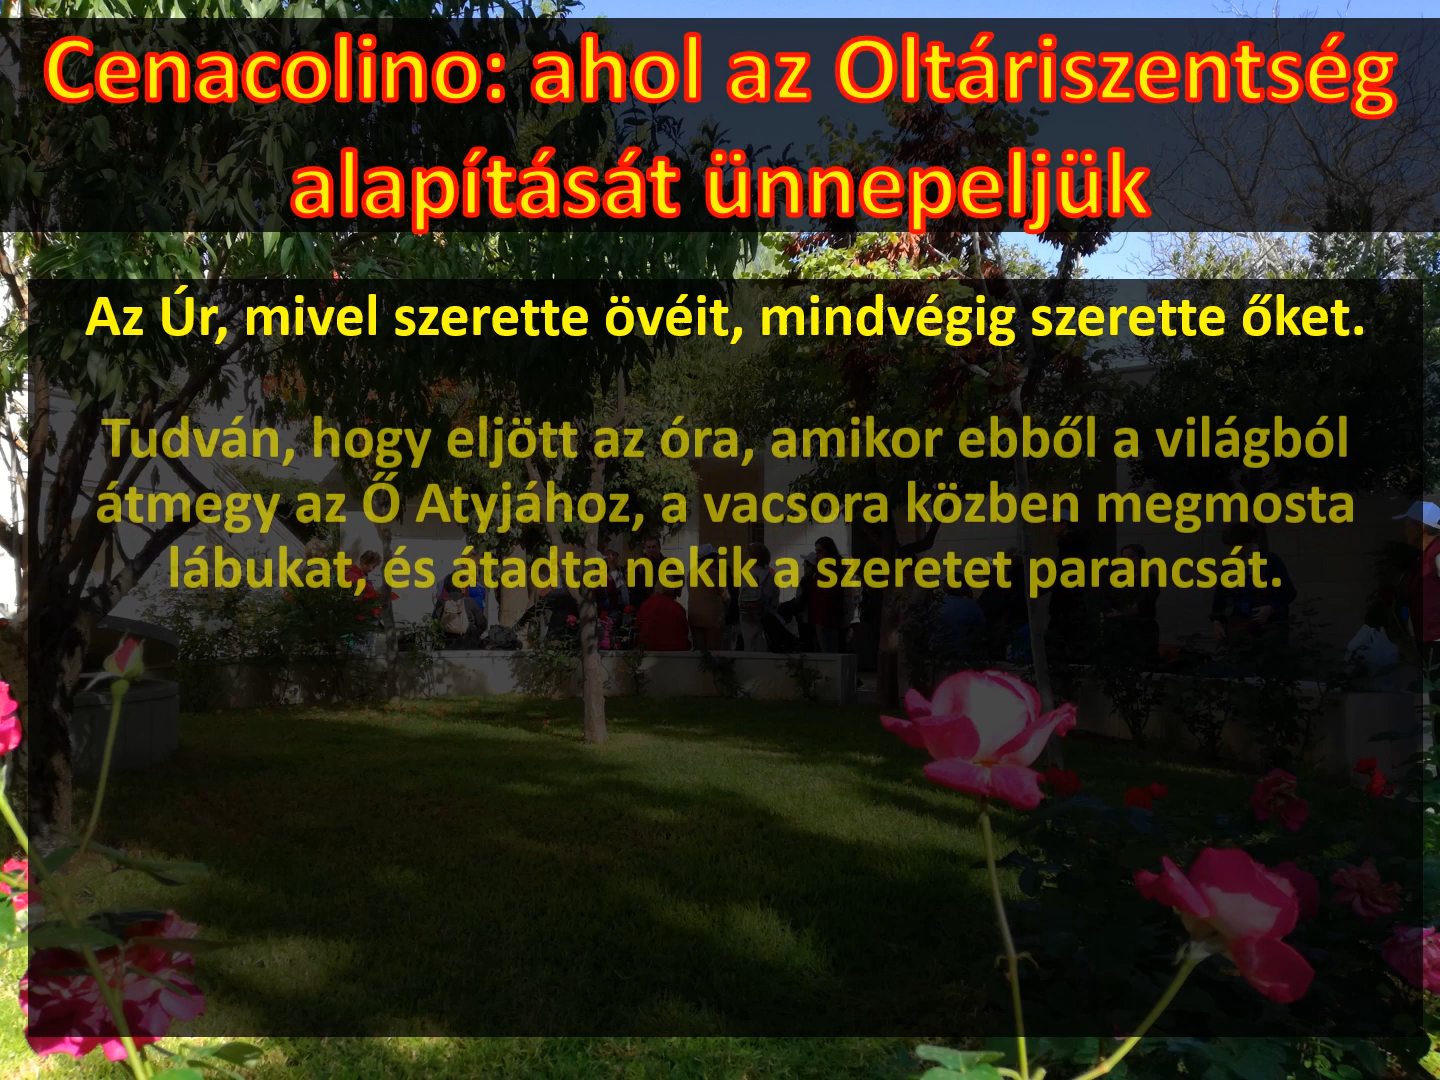 Cenacolino: ahol az Oltáriszentség
alapítását ünnepeljük
Az Úr, mivel szerette övéit, mindvégig szerette őket.
Tudván, hogy eljött az óra, amikor ebből a világból
átmegy az Ő Atyjához, a vacsora közben megmosta
lábukat, és átadta nekik a szeretet parancsát.